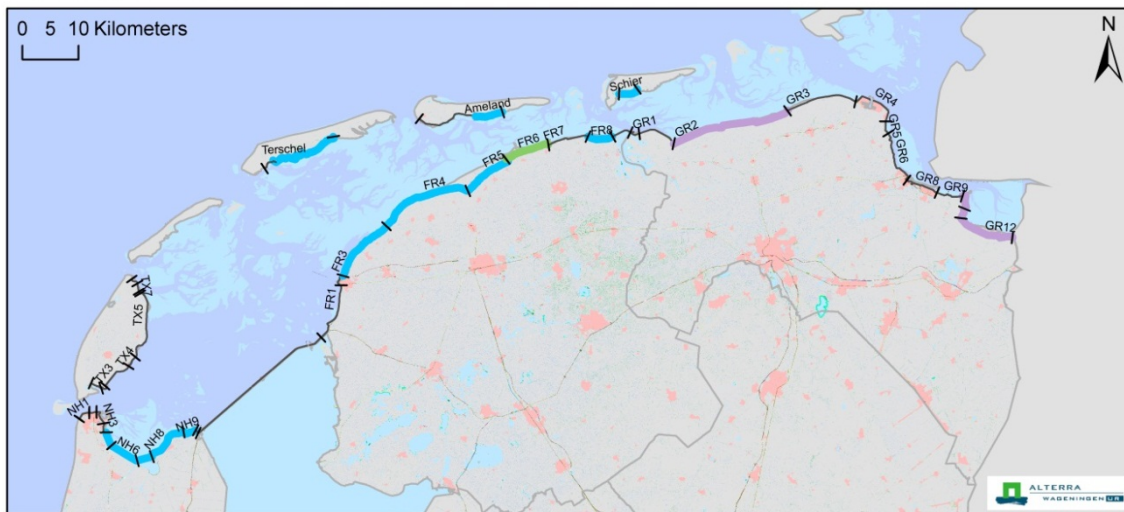 0 5 10 Kilometers
N
Schier
Ameland
Terschel
GR3
GR4
GR1
GR2
GR5
GR6
GR8
GR9
GR12
FR8
FR7
FR6
FR5
FR4
FR3
FR1
TX7
TX5
TX4
TX3
NH1
NH3
NH6
NH8
NH9
ALTERRA
WAGENINGEN UR